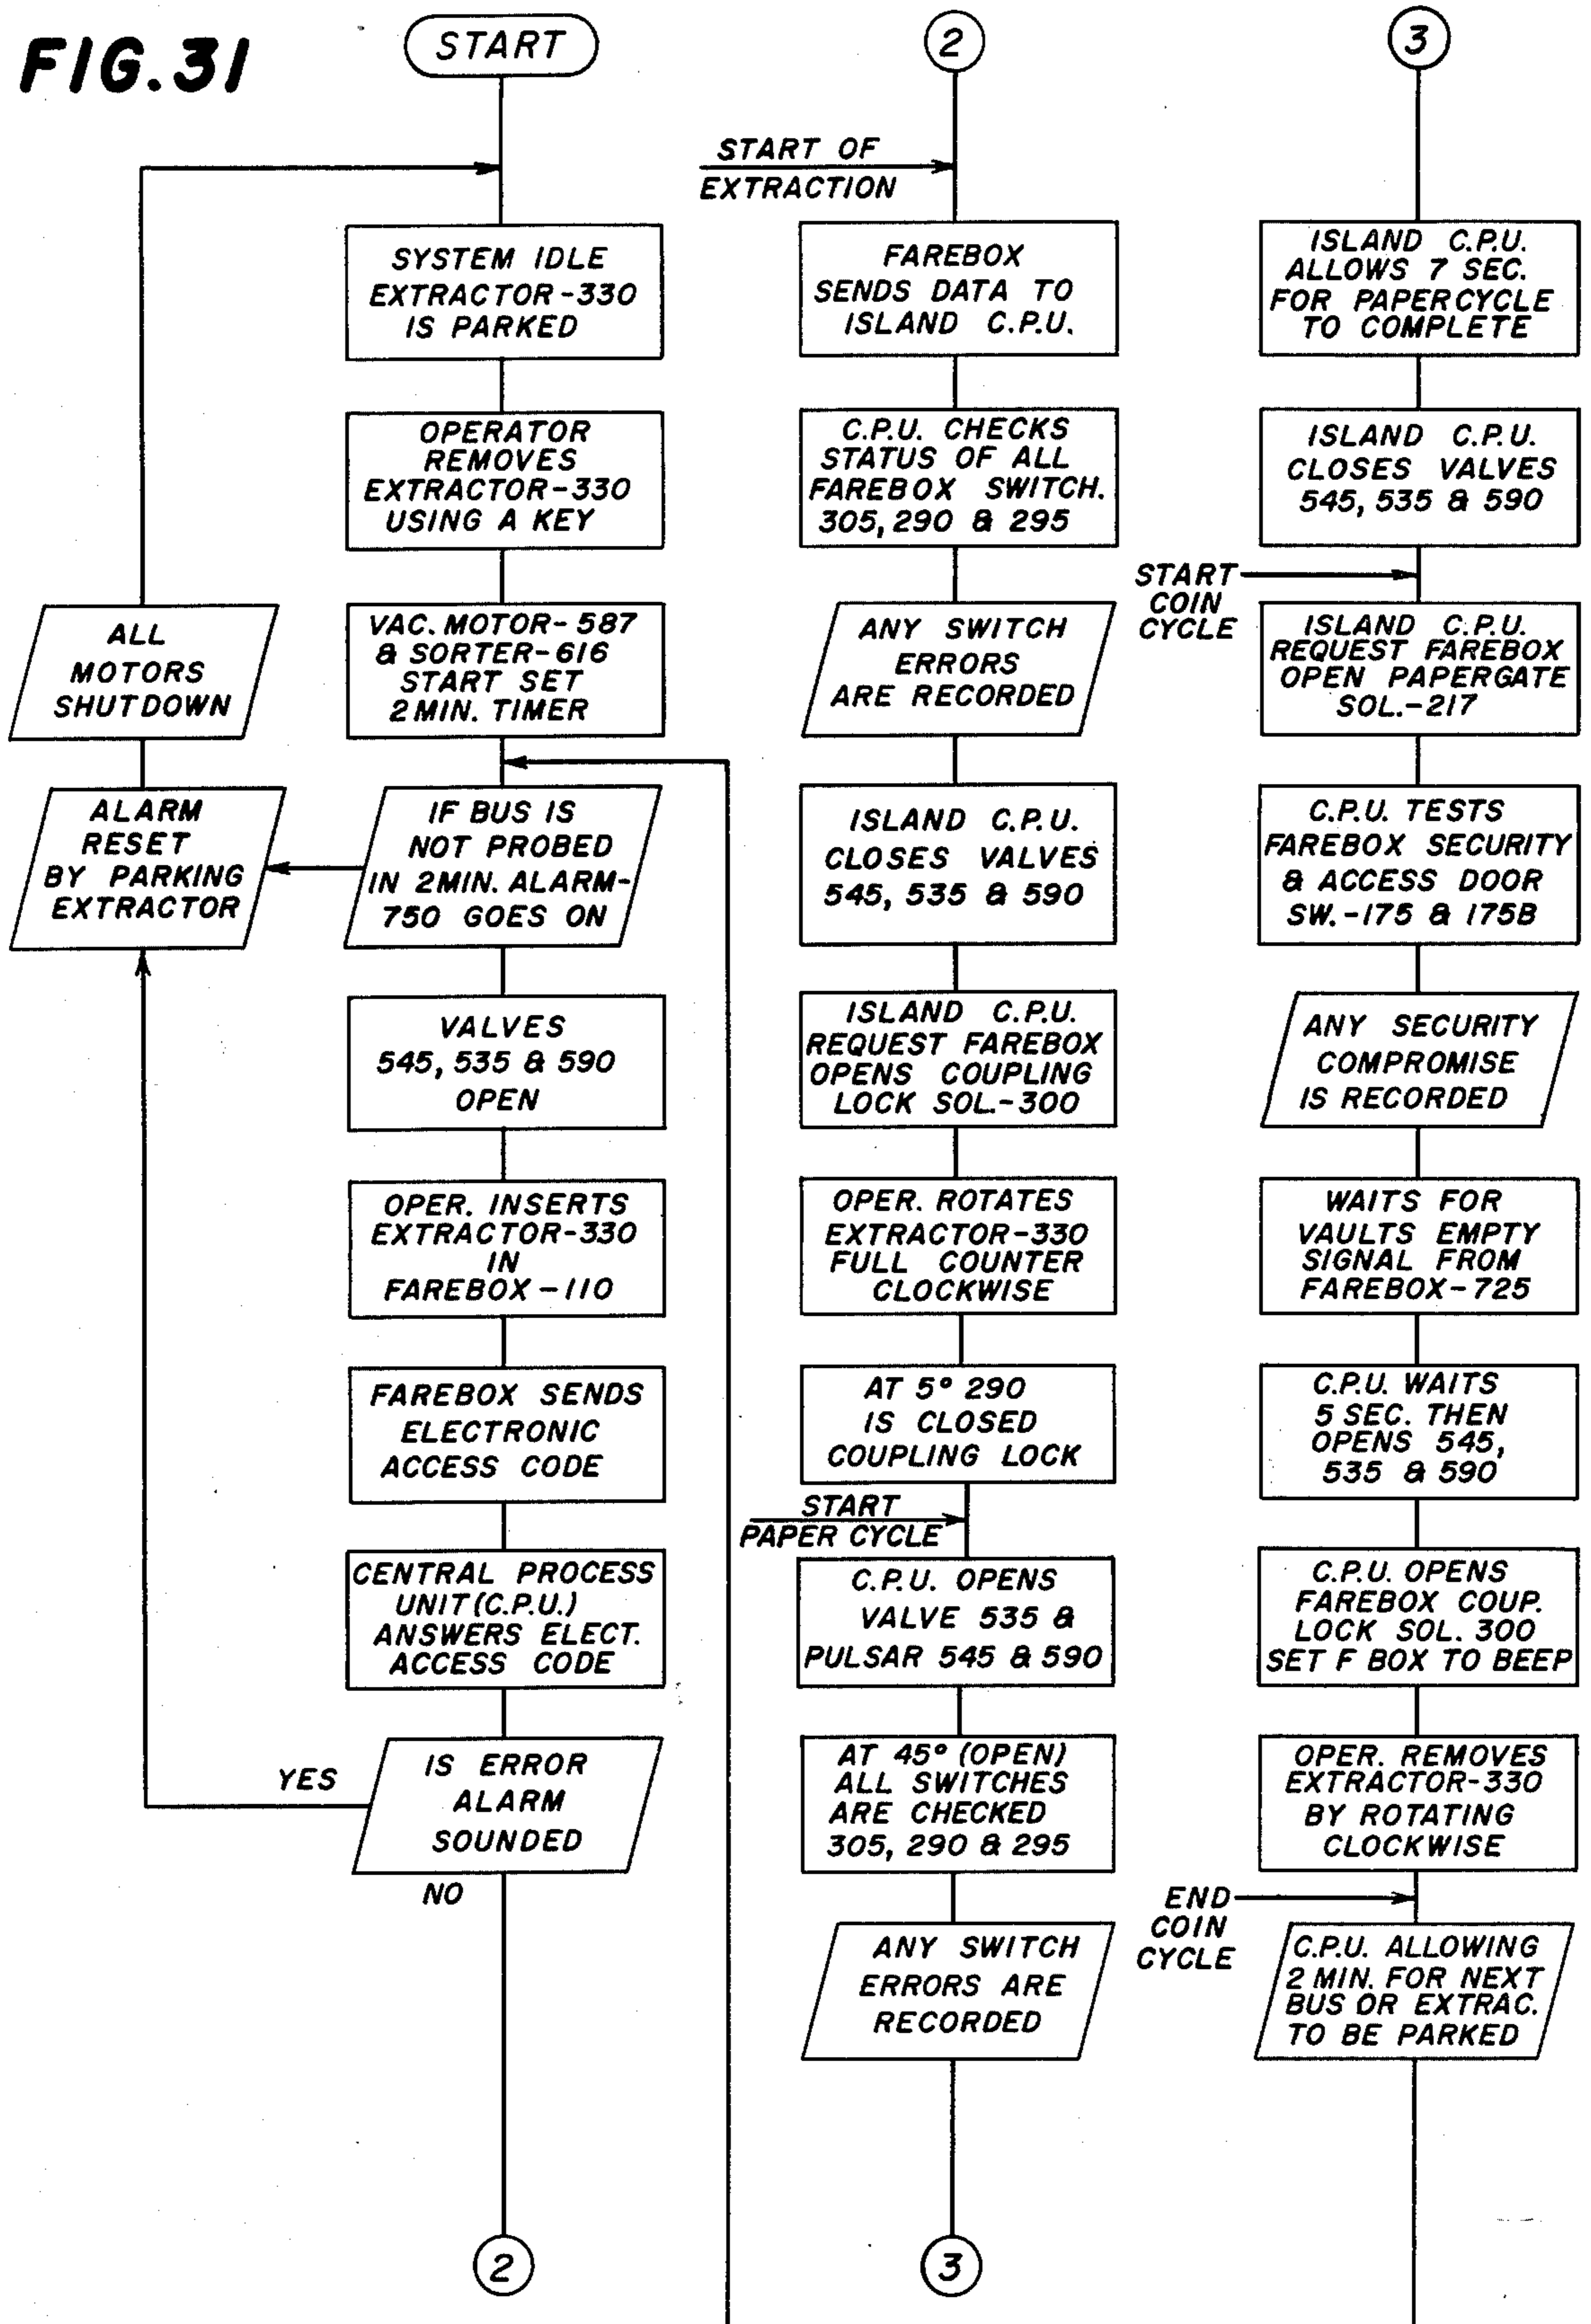 FIG.31
START
SYSTEM IDLE
EXTRACTOR-330
IS PARKED
OPERATOR
REMOVES
EXTRACTOR-330
USING A KEY
VAC. MOTOR-587
& SORTER-616
START SET
2 MIN. TIMER
IF BUS IS
NOT PROBED
IN 2 MIN. ALARM-
750 GOES ON
ALL
MOTORS
SHUTDOWN
ALARM
RESET
BY PARKING
EXTRACTOR
VALVES
545, 535 & 590
OPEN
OPER. INSERTS
EXTRACTOR-330
IN
FAREBOX-110
FAREBOX SENDS
ELECTRONIC
ACCESS CODE
CENTRAL PROCESS
UNIT (C.P.U.)
ANSWERS ELECT.
ACCESS CODE
YES
IS ERROR
ALARM
SOUNDED
NO
2
2
START OF
EXTRACTION
FAREBOX
SENDS DATA TO
ISLAND C.P.U.
C.P.U. CHECKS
STATUS OF ALL
FAREBOX SWITCH.
305, 290 & 295
ANY SWITCH
ERRORS
ARE RECORDED
ISLAND C.P.U.
CLOSES VALVES
545, 535 & 590
ISLAND C.P.U.
REQUEST FAREBOX
OPENS COUPLING
LOCK SOL.-300
OPER. ROTATES
EXTRACTOR-330
FULL COUNTER
CLOCKWISE
AT 5° 290
IS CLOSED
COUPLING LOCK
START
PAPER CYCLE
C.P.U. OPENS
VALVE 535 &
PULSAR 545 & 590
AT 45° (OPEN)
ALL SWITCHES
ARE CHECKED
305, 290 & 295
ANY SWITCH
ERRORS ARE
RECORDED
3
3
ISLAND C.P.U.
ALLOWS 7 SEC.
FOR PAPERCYCLE
TO COMPLETE
ISLAND C.P.U.
CLOSES VALVES
545, 535 & 590
START
COIN
CYCLE
ISLAND C.P.U.
REQUEST FAREBOX
OPEN PAPERGATE
SOL.-217
C.P.U. TESTS
FAREBOX SECURITY
& ACCESS DOOR
SW.-175 & 175B
ANY SECURITY
COMPROMISE
IS RECORDED
WAITS FOR
VAULTS EMPTY
SIGNAL FROM
FAREBOX-725
C.P.U. WAITS
5 SEC. THEN
OPENS 545,
535 & 590
C.P.U. OPENS
FAREBOX COUP.
LOCK SOL. 300
SET F BOX TO BEEP
OPER. REMOVES
EXTRACTOR-330
BY ROTATING
CLOCKWISE
END
COIN
CYCLE
C.P.U. ALLOWING
2 MIN. FOR NEXT
BUS OR EXTRAC.
TO BE PARKED